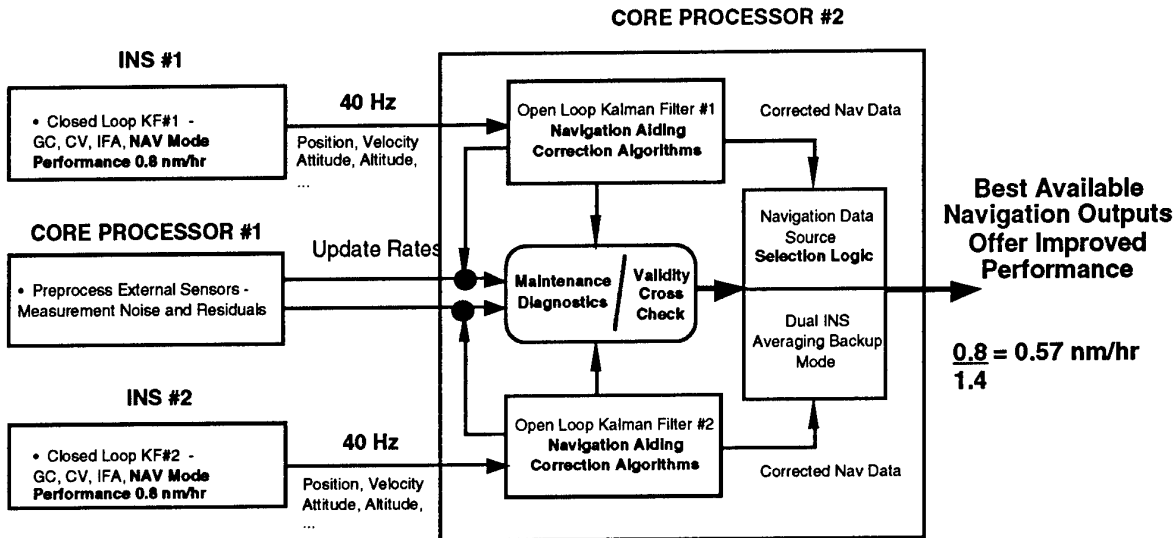 CORE PROCESSOR #2
INS #1
• Closed Loop KF#1 -
GC, CV, IFA, NAV Mode
Performance 0.8 nm/hr
40 Hz
Position, Velocity
Attitude, Altitude,
...
Open Loop Kalman Filter #1
Navigation Aiding
Correction Algorithms
Corrected Nav Data
CORE PROCESSOR #1
• Preprocess External Sensors -
Measurement Noise and Residuals
Update Rates
Maintenance
Diagnostics
/
Validity
Cross
Check
Navigation Data
Source
Selection Logic
Dual INS
Averaging Backup
Mode
Best Available
Navigation Outputs
Offer Improved
Performance
0.8 = 0.57 nm/hr
1.4
INS #2
• Closed Loop KF#2 -
GC, CV, IFA, NAV Mode
Performance 0.8 nm/hr
40 Hz
Position, Velocity
Attitude, Altitude,
...
Open Loop Kalman Filter #2
Navigation Aiding
Correction Algorithms
Corrected Nav Data